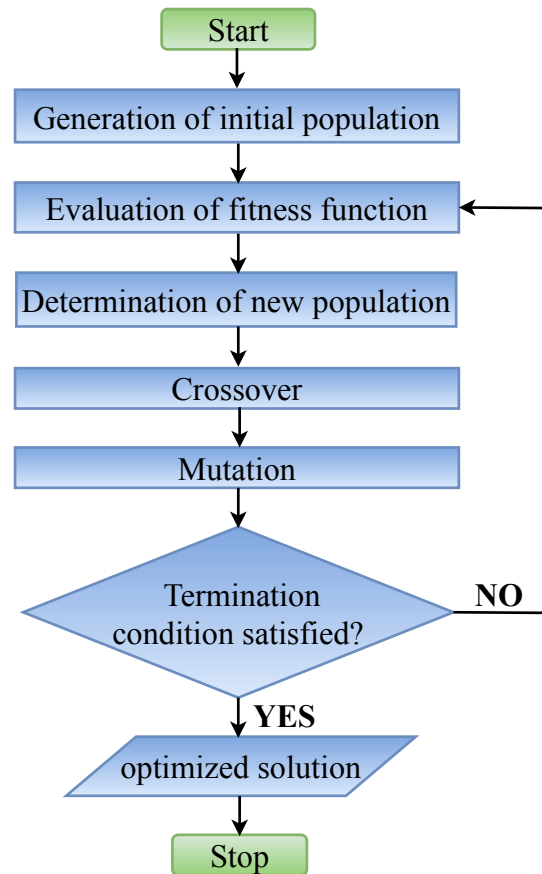 Start
Generation of initial population
Evaluation of fitness function
Determination of new population
Crossover
Mutation
Termination
condition satisfied?
NO
YES
optimized solution
Stop